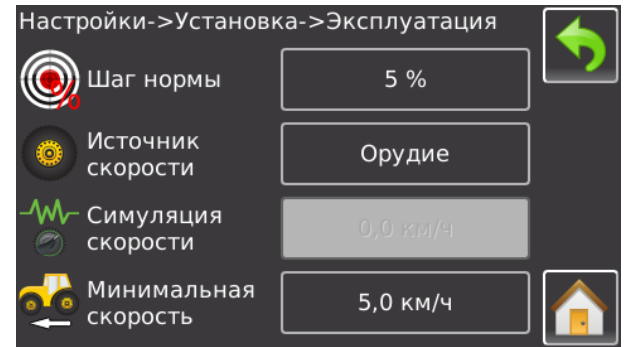 Настройки->Установка->Эксплуатация
%
Шаг нормы
5 %
Источник
скорости
Орудие
Симуляция
скорости
0,0 км/ч
Минимальная
скорость
5,0 км/ч